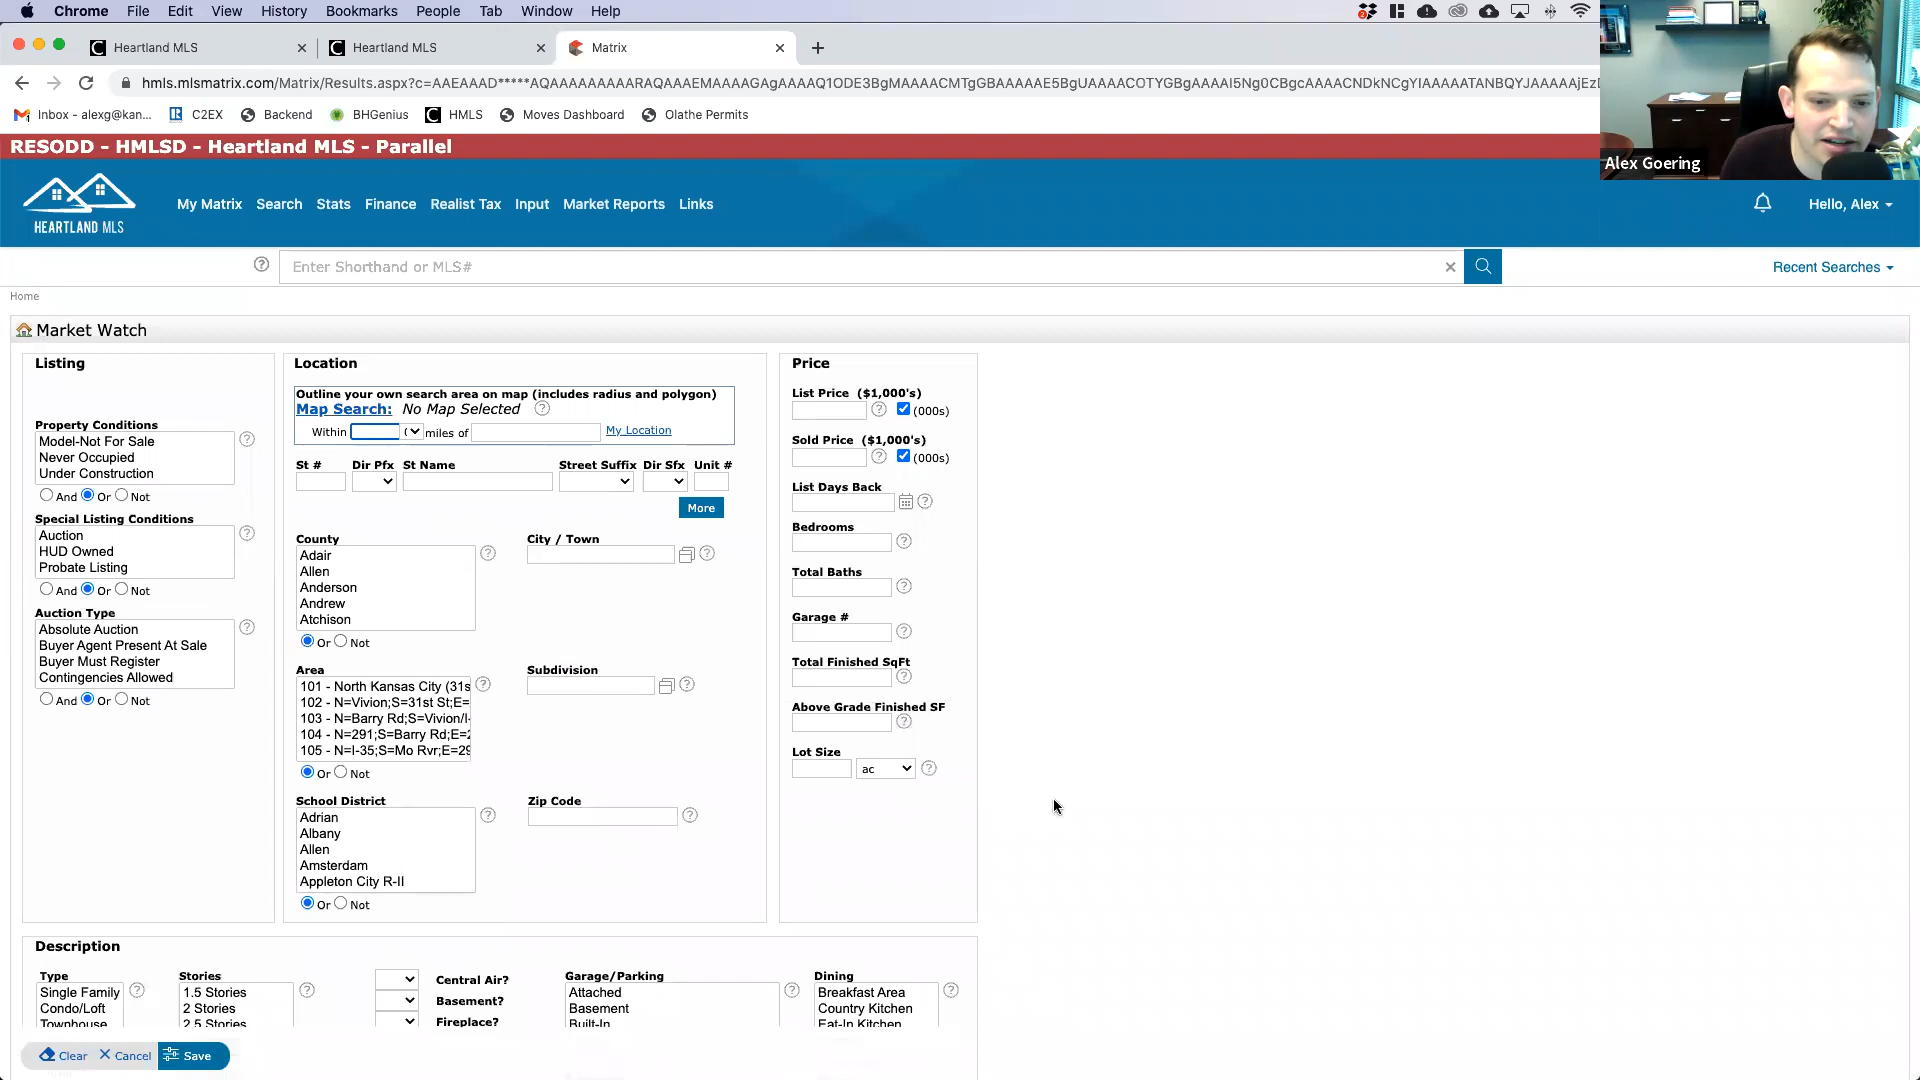 Chrome File Edit View History Bookmarks People Tab Window Help
Heartland MLS
Heartland MLS
Matrix
hmls.mlsmatrix.com/Matrix/Results.aspx?c=AAEAAAD*****AQAAAAAAAAARAQAAAEMAAAAGAgAAAAQ1ODE3BgMAAAACMTgGBAAAAAE5BgUAAAACOTYGBgAAAAI5Ng0CBgcAAAACNDkNCgYIAAAAATANBQYJAAAAAjEz
Inbox - alexg@kan... C2EX Backend BHGenius HMLS Moves Dashboard Olathe Permits
RESODD - HMLSD - Heartland MLS - Parallel
Alex Goering
HEARTLAND MLS
My Matrix Search Stats Finance Realist Tax Input Market Reports Links
Hello, Alex
Enter Shorthand or MLS#
Recent Searches
Home
Market Watch
Listing
Property Conditions
Model-Not For Sale
Never Occupied
Under Construction
And Or Not
Special Listing Conditions
Auction
HUD Owned
Probate Listing
And Or Not
Auction Type
Absolute Auction
Buyer Agent Present At Sale
Buyer Must Register
Contingencies Allowed
And Or Not
Location
Outline your own search area on map (includes radius and polygon)
Map Search: No Map Selected
Within ( miles of My Location
St # Dir Pfx St Name Street Suffix Dir Sfx Unit #
More
County
Adair
Allen
Anderson
Andrew
Atchison
Or Not
City / Town
Area
101 - North Kansas City (31s
102 - N=Vivion;S=31st St;E=
103 - N=Barry Rd;S=Vivion/I-
104 - N=291;S=Barry Rd;E=2
105 - N=I-35;S=Mo Rvr;E=29
Or Not
Subdivision
School District
Adrian
Albany
Allen
Amsterdam
Appleton City R-II
Or Not
Zip Code
Price
List Price ($1,000's)
(000s)
Sold Price ($1,000's)
(000s)
List Days Back
Bedrooms
Total Baths
Garage #
Total Finished SqFt
Above Grade Finished SF
Lot Size
ac
Description
Type
Single Family
Condo/Loft
Townhouse
Stories
1.5 Stories
2 Stories
2.5 Stories
Central Air?
Basement?
Fireplace?
Garage/Parking
Attached
Basement
Built-In
Dining
Breakfast Area
Country Kitchen
Eat-In Kitchen
Clear Cancel Save